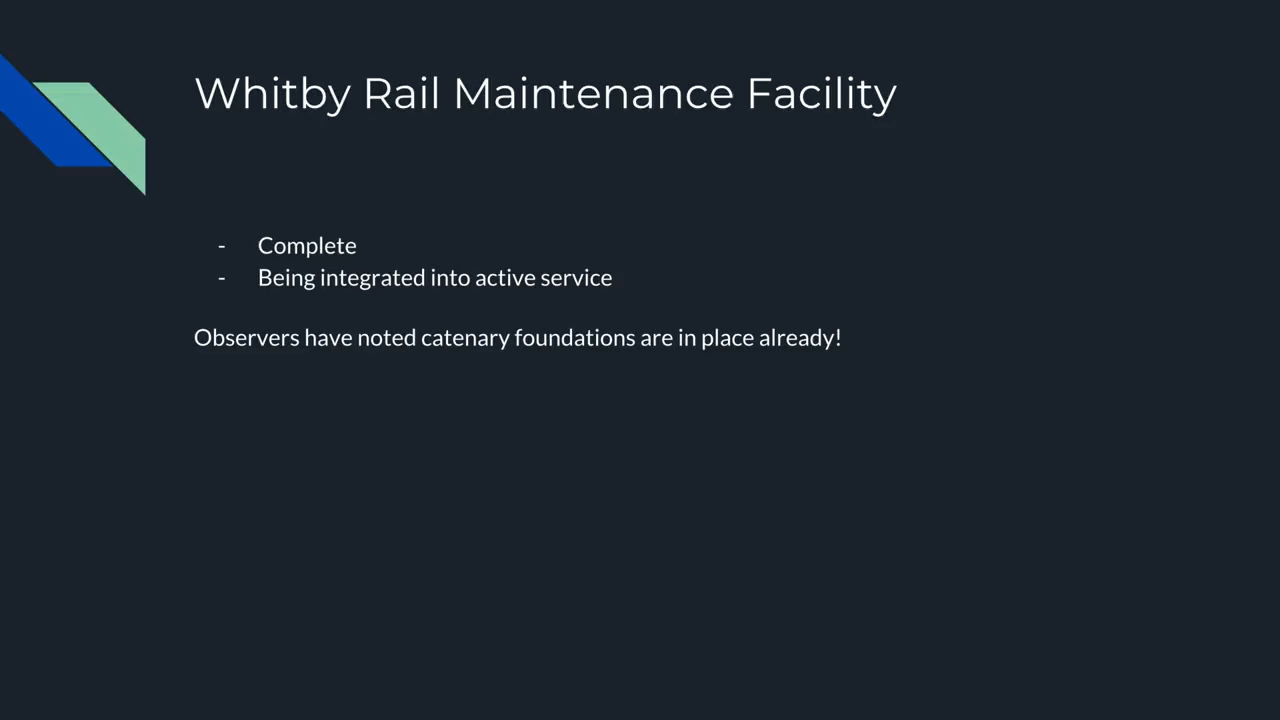 Whitby Rail Maintenance Facility
- Complete
- Being integrated into active service
Observers have noted catenary foundations are in place already!